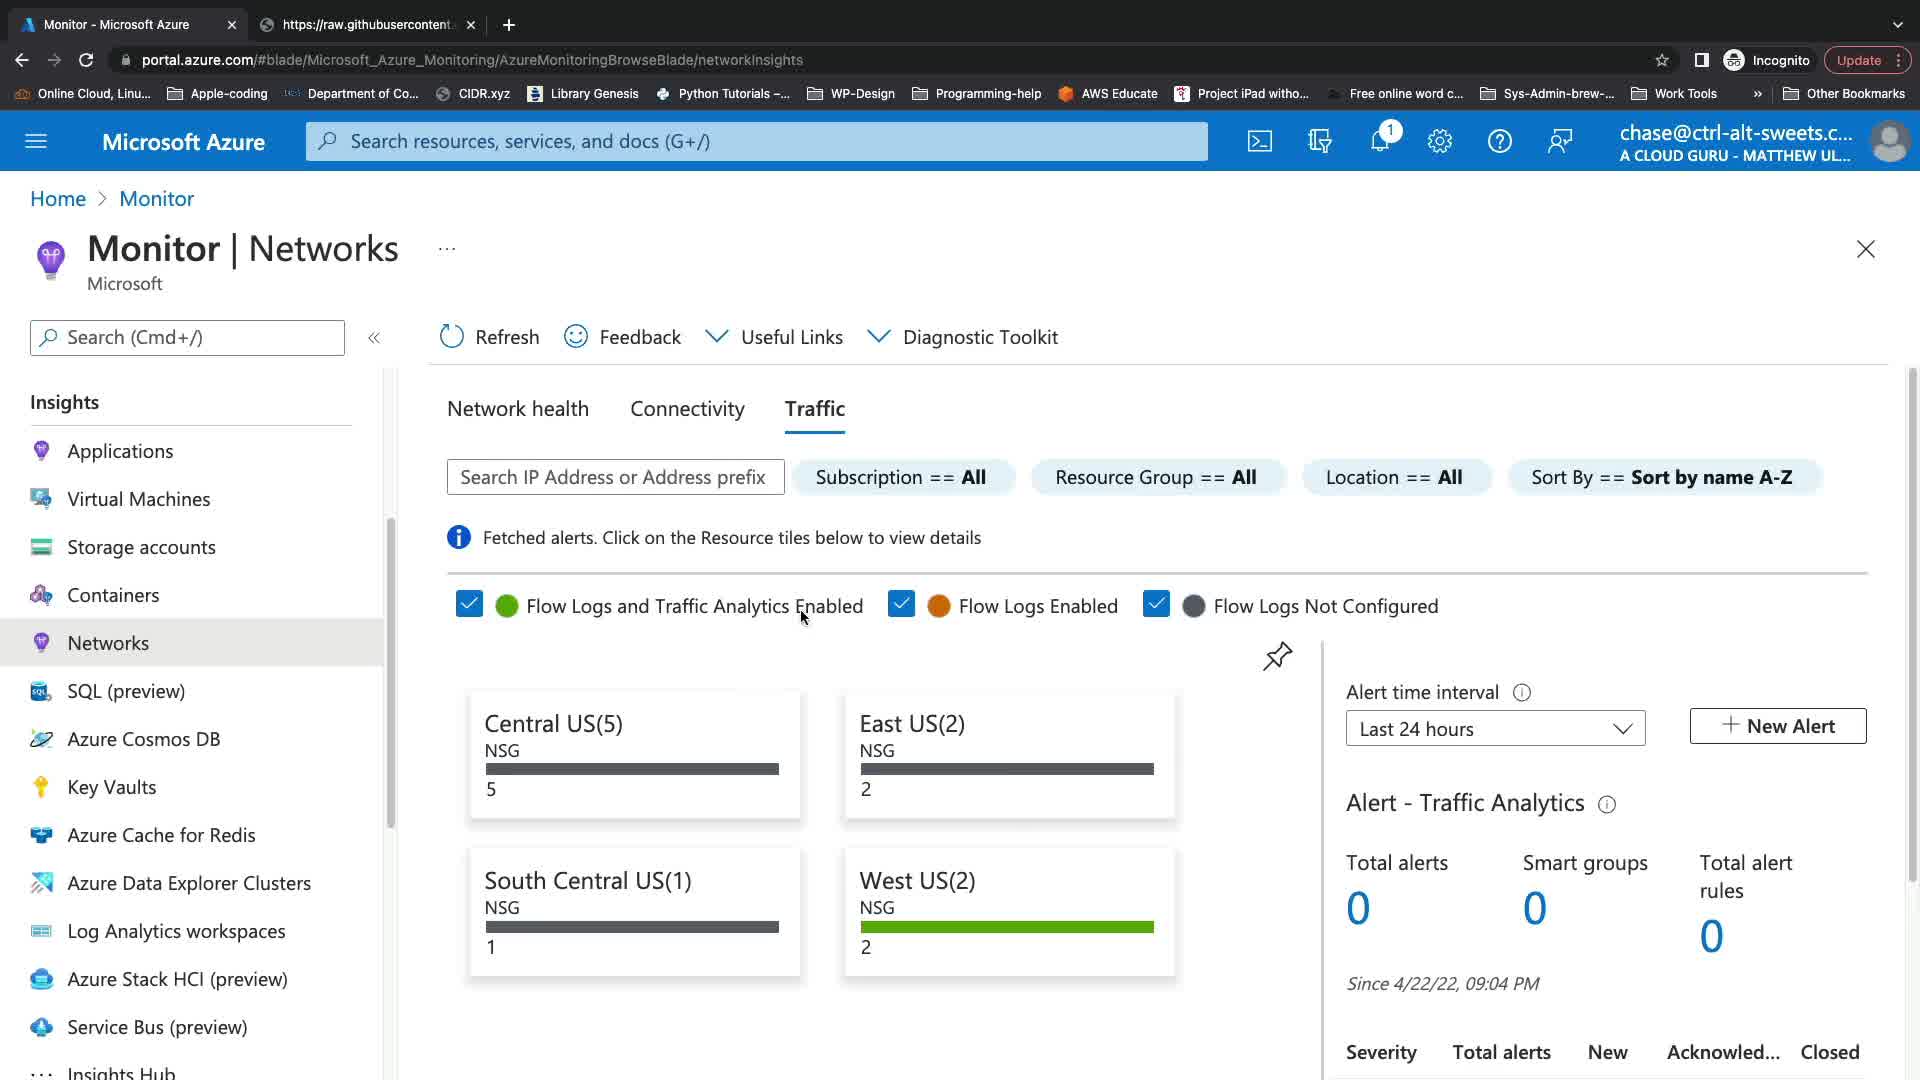 Monitor - Microsoft Azure
https://raw.githubusercontent.
portal.azure.com/#blade/Microsoft_Azure_Monitoring/AzureMonitoringBrowseBlade/networkInsights
Incognito
Update
Online Cloud, Linu...
Apple-coding
Department of Co...
CIDR.xyz
Library Genesis
Python Tutorials –...
WP-Design
Programming-help
AWS Educate
Project iPad witho...
Free online word c...
Sys-Admin-brew-...
Work Tools
»
Other Bookmarks
Microsoft Azure
Search resources, services, and docs (G+/)
1
chase@ctrl-alt-sweets.c...
A CLOUD GURU - MATTHEW UL...
Home > Monitor
Monitor | Networks ...
Microsoft
Search (Cmd+/)
«
Refresh
Feedback
Useful Links
Diagnostic Toolkit
Insights
Applications
Virtual Machines
Storage accounts
Containers
Networks
SQL (preview)
Azure Cosmos DB
Key Vaults
Azure Cache for Redis
Azure Data Explorer Clusters
Log Analytics workspaces
Azure Stack HCI (preview)
Service Bus (preview)
... Insights Hub
Network health
Connectivity
Traffic
Search IP Address or Address prefix
Subscription == All
Resource Group == All
Location == All
Sort By == Sort by name A-Z
Fetched alerts. Click on the Resource tiles below to view details
Flow Logs and Traffic Analytics Enabled
Flow Logs Enabled
Flow Logs Not Configured
Central US(5)
NSG
5
East US(2)
NSG
2
South Central US(1)
NSG
1
West US(2)
NSG
2
Alert time interval
Last 24 hours
+ New Alert
Alert - Traffic Analytics
Total alerts
0
Smart groups
0
Total alert
rules
0
Since 4/22/22, 09:04 PM
Severity
Total alerts
New
Acknowled...
Closed